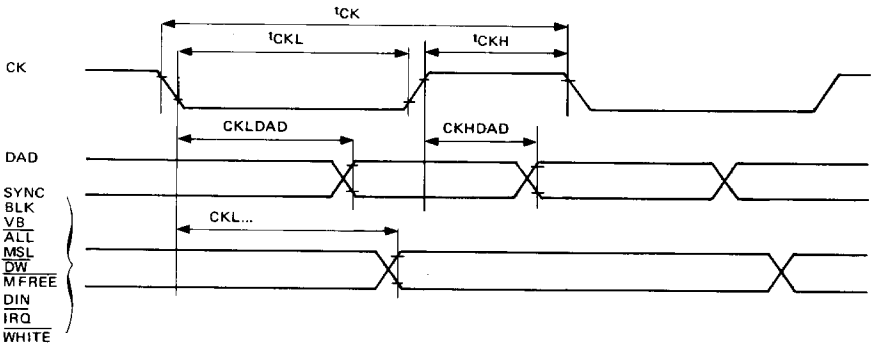 tCK
tCKL
tCKH
CK
CKLDAD
CKHDAD
DAD
SYNC
BLK
CKL...
VB
ALL
MSL
DW
MFREE
DIN
IRQ
WHITE